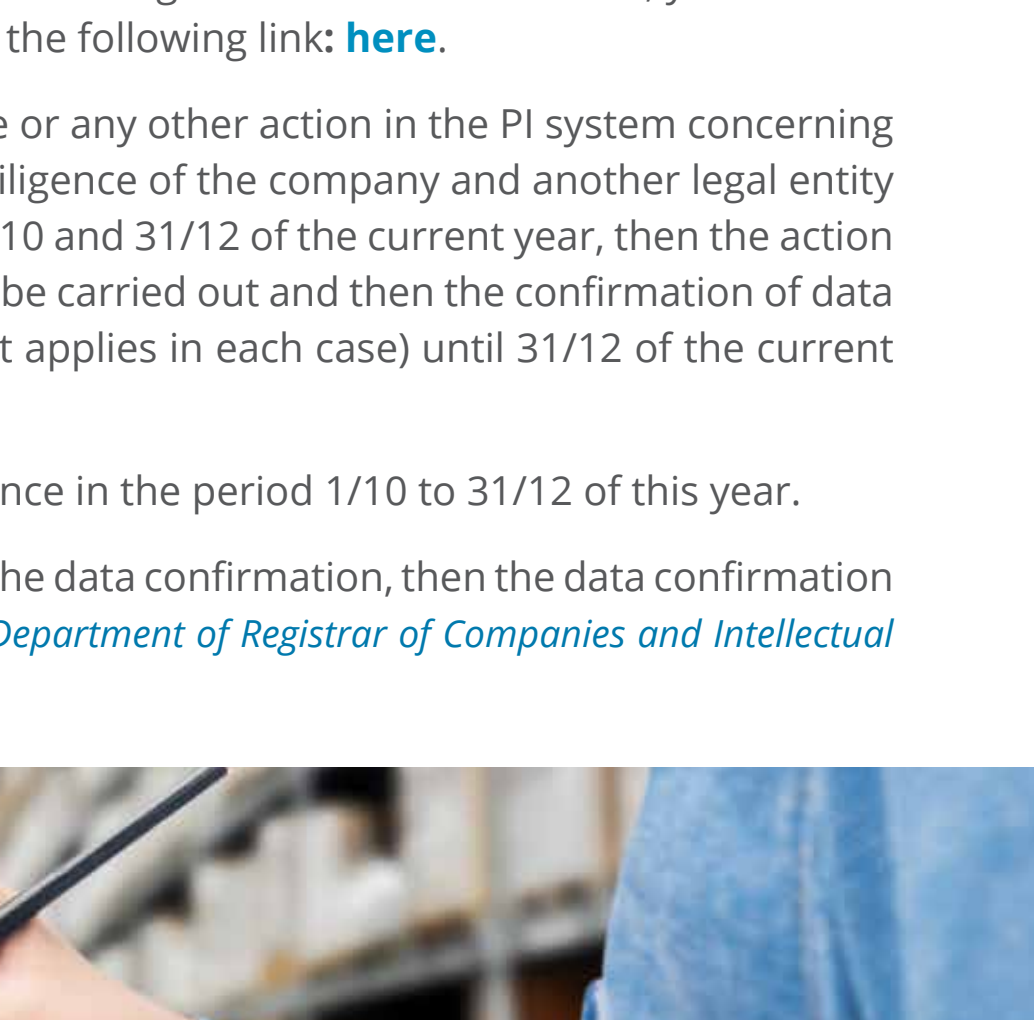 the following link: here.
or any other action in the PI system concerning
of the company and another legal entity
10 and 31/12 of the current year, then the action
be carried out and then the confirmation of data
applies in each case) until 31/12 of the current
in the period 1/10 to 31/12 of this year.
data confirmation, then the data confirmation
Department of Registrar of Companies and Intellectual